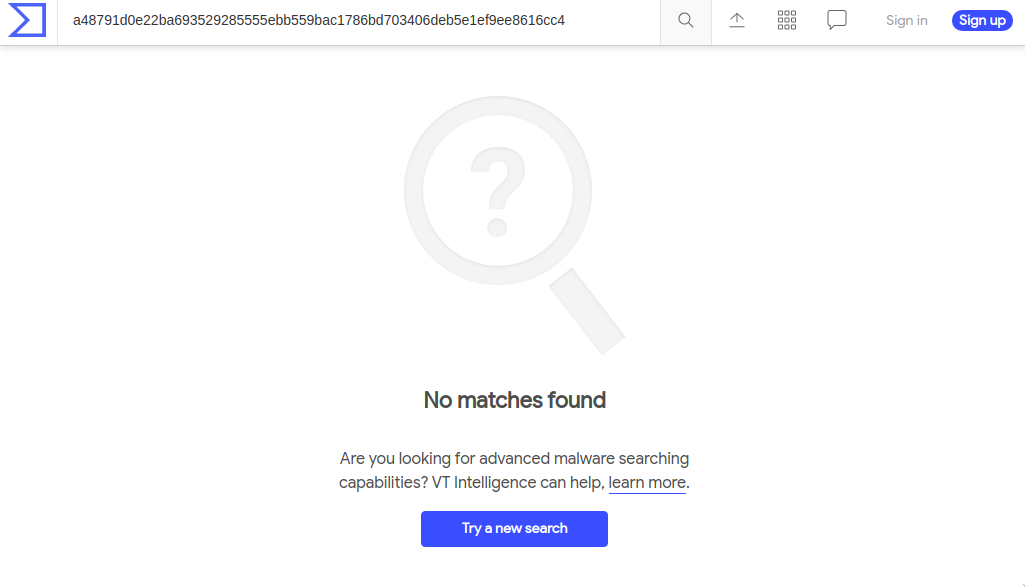 a48791d0e22ba693529285555ebb559bac1786bd703406deb5e1ef9ee8616cc4
Sign in
Sign up
?
No matches found
Are you looking for advanced malware searching
capabilities? VT Intelligence can help, learn more.
Try a new search